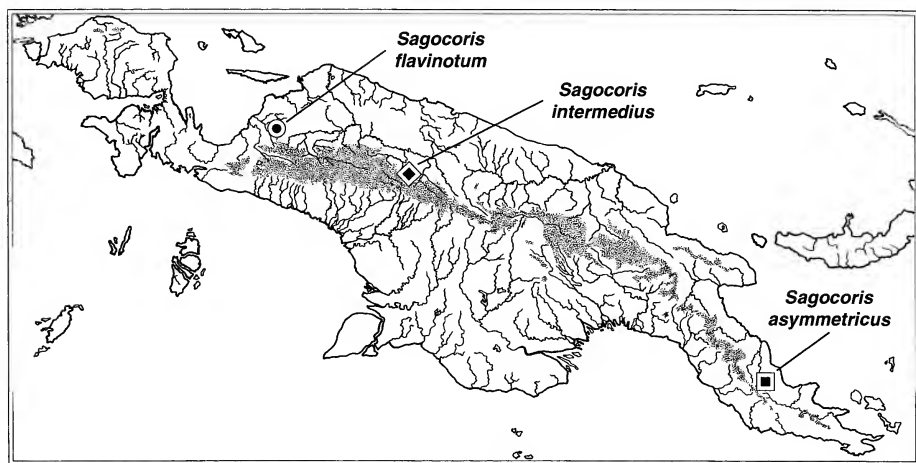 Sagocoris
flavinotum
Sagocoris
intermedius
Sagocoris
asymmetricus